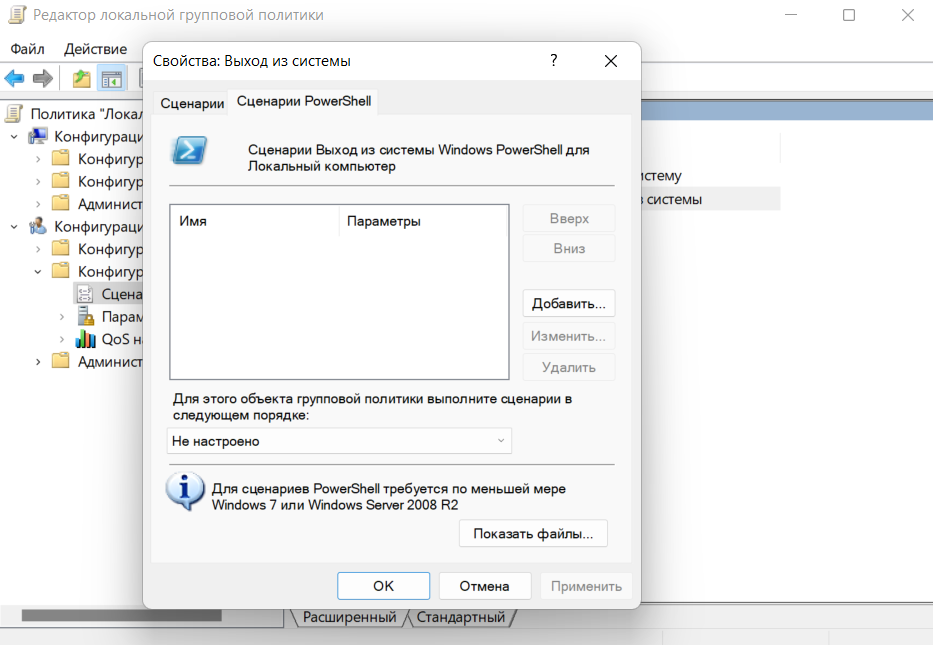 Редактор локальной групповой политики
Файл Действие
Свойства: Выход из системы
?
Сценарии
Сценарии PowerShell
Сценарии Выход из системы Windows PowerShell для
Локальный компьютер
Имя
Параметры
Вверх
Вниз
Добавить...
Изменить...
Удалить
Для этого объекта групповой политики выполните сценарии в
следующем порядке:
Не настроено
Для сценариев PowerShell требуется по меньшей мере
Windows 7 или Windows Server 2008 R2
Показать файлы...
OK
Отмена
Применить
Политика "Локал
Конфигураци
Конфигур
Конфигур
Админист
Конфигураци
Конфигур
Конфигур
Сцена
Парам
QoS н
Админист
истему
з системы
Расширенный
Стандартный